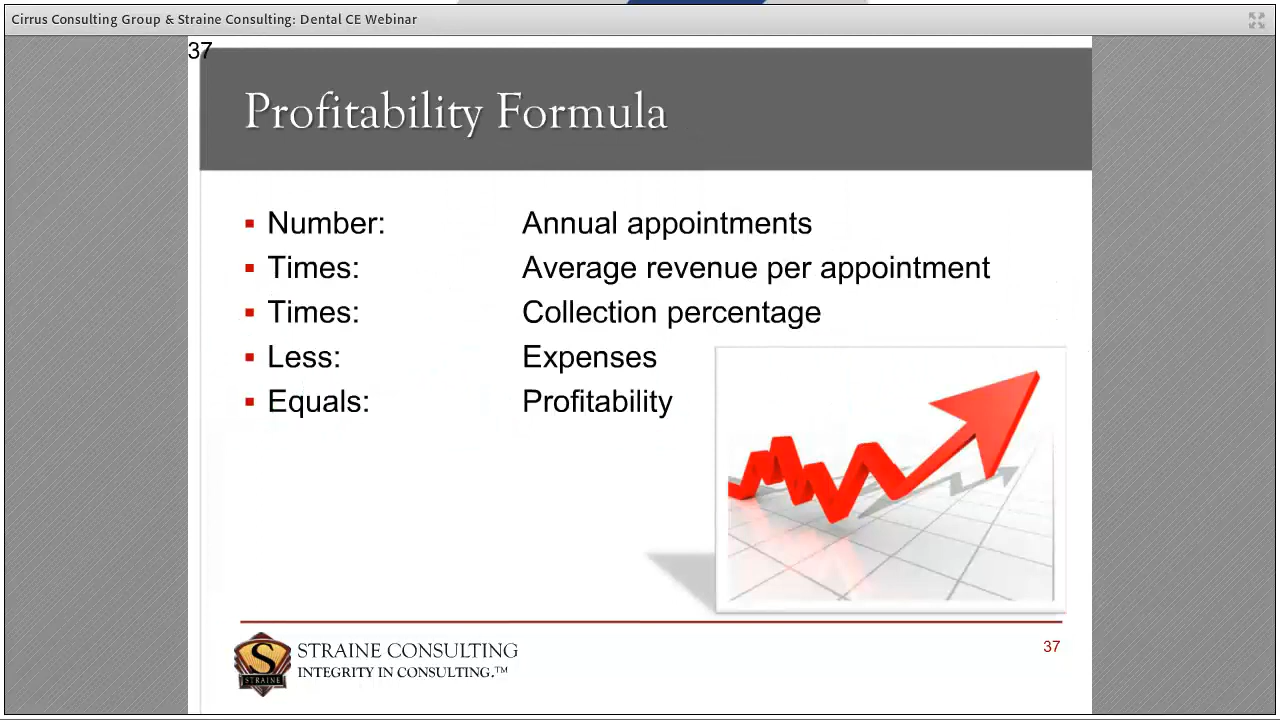 Cirrus Consulting Group & Straine Consulting: Dental CE Webinar
37
Profitability Formula
▪ Number: Annual appointments
▪ Times: Average revenue per appointment
▪ Times: Collection percentage
▪ Less: Expenses
▪ Equals: Profitability
S
STRAINE
STRAINE CONSULTING
INTEGRITY IN CONSULTING.™
37